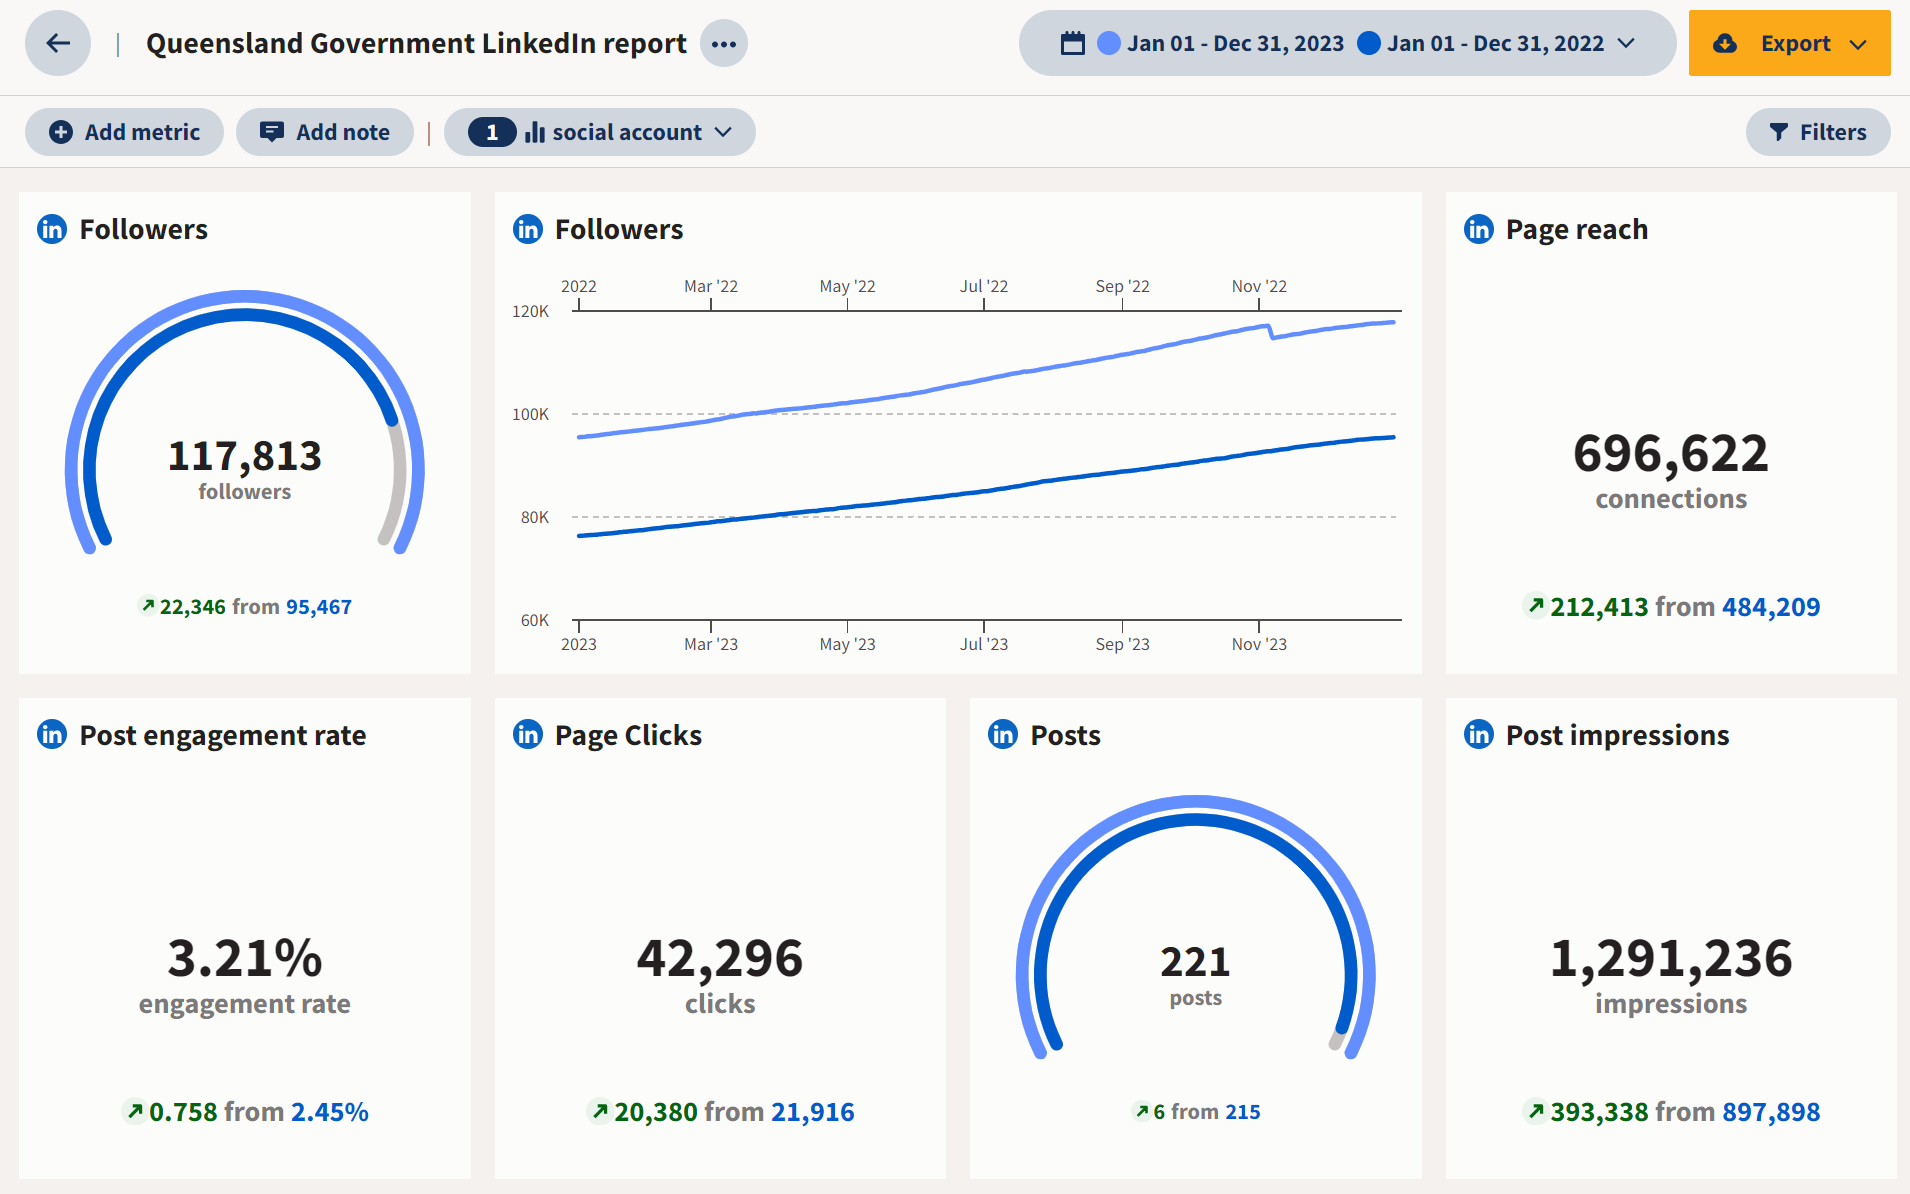 Queensland Government LinkedIn report
Jan 01 - Dec 31, 2023 Jan 01 - Dec 31, 2022
Export
Add metric
Add note
1 social account
Filters
in Followers
117,813
followers
22,346 from 95,467
in Followers
2022 Mar '22 May '22 Jul '22 Sep '22 Nov '22
120K
100K
80K
60K
2023 Mar '23 May '23 Jul '23 Sep '23 Nov '23
in Page reach
696,622
connections
212,413 from 484,209
in Post engagement rate
3.21%
engagement rate
0.758 from 2.45%
in Page Clicks
42,296
clicks
20,380 from 21,916
in Posts
221
posts
6 from 215
in Post impressions
1,291,236
impressions
393,338 from 897,898